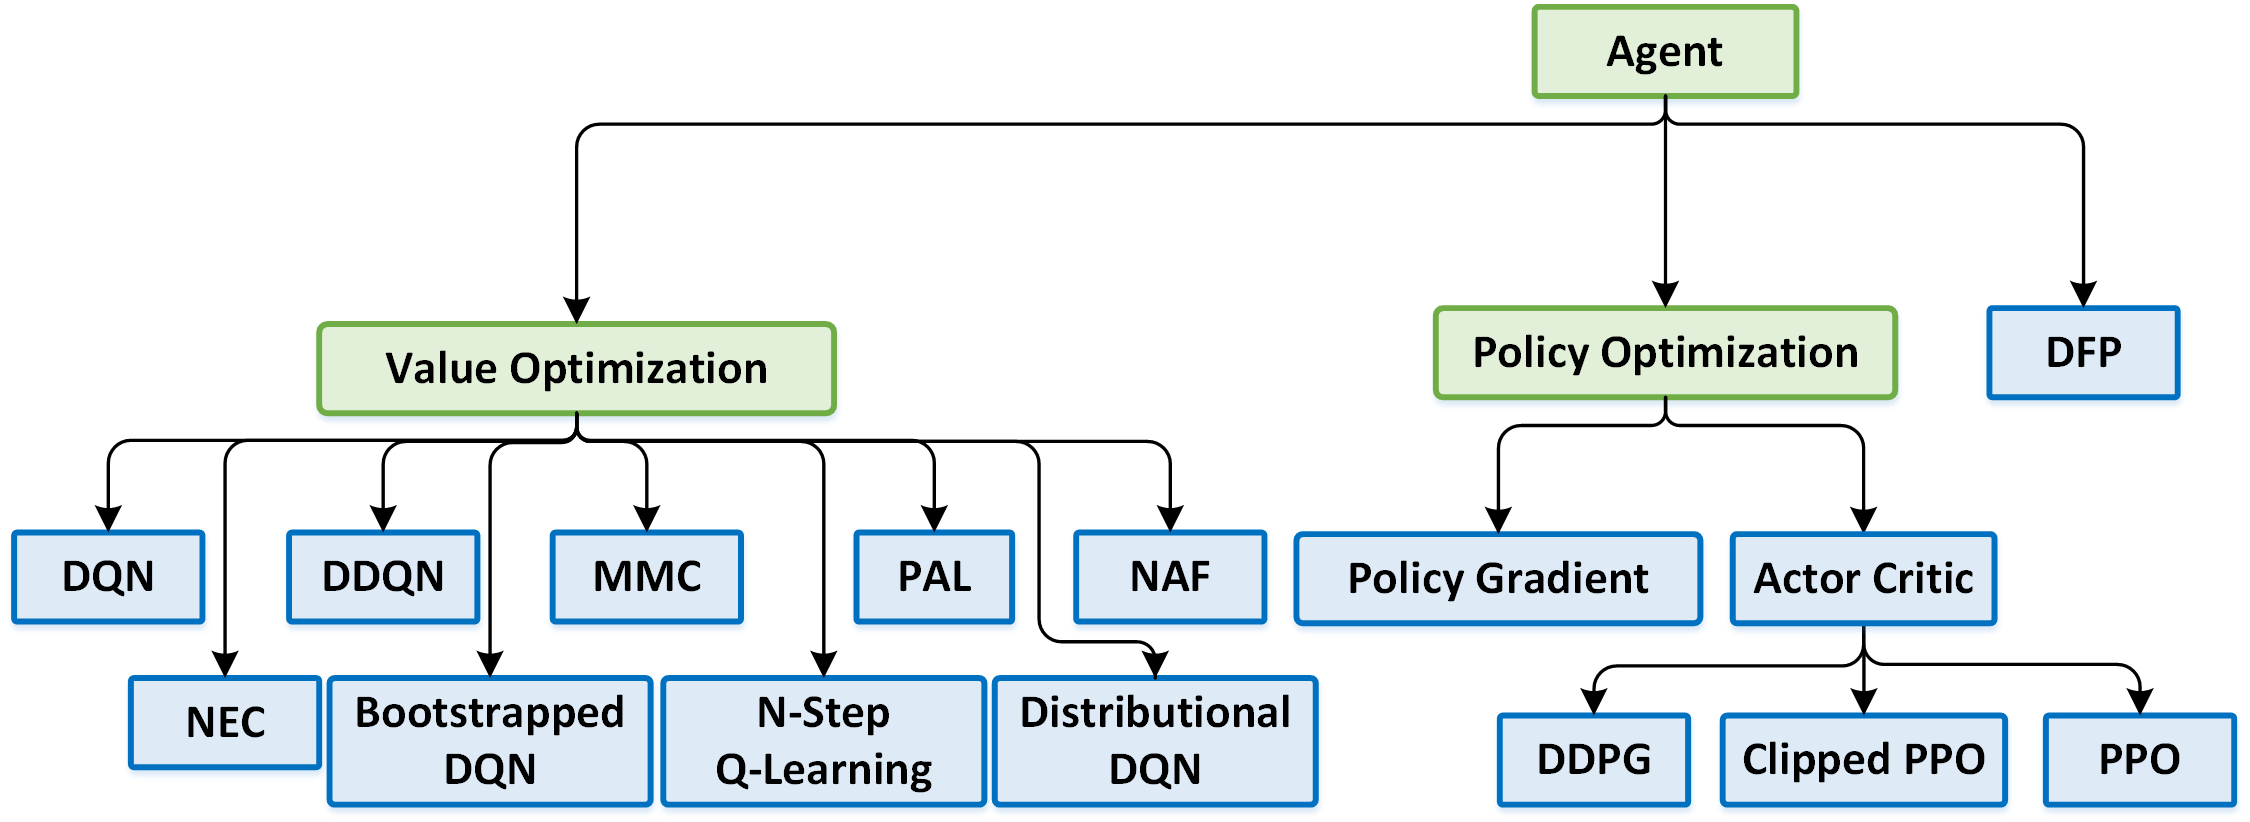 Agent
Value Optimization
Policy Optimization
DFP
DQN
DDQN
MMC
PAL
NAF
Policy Gradient
Actor Critic
NEC
Bootstrapped
DQN
N-Step
Q-Learning
Distributional
DQN
DDPG
Clipped PPO
PPO